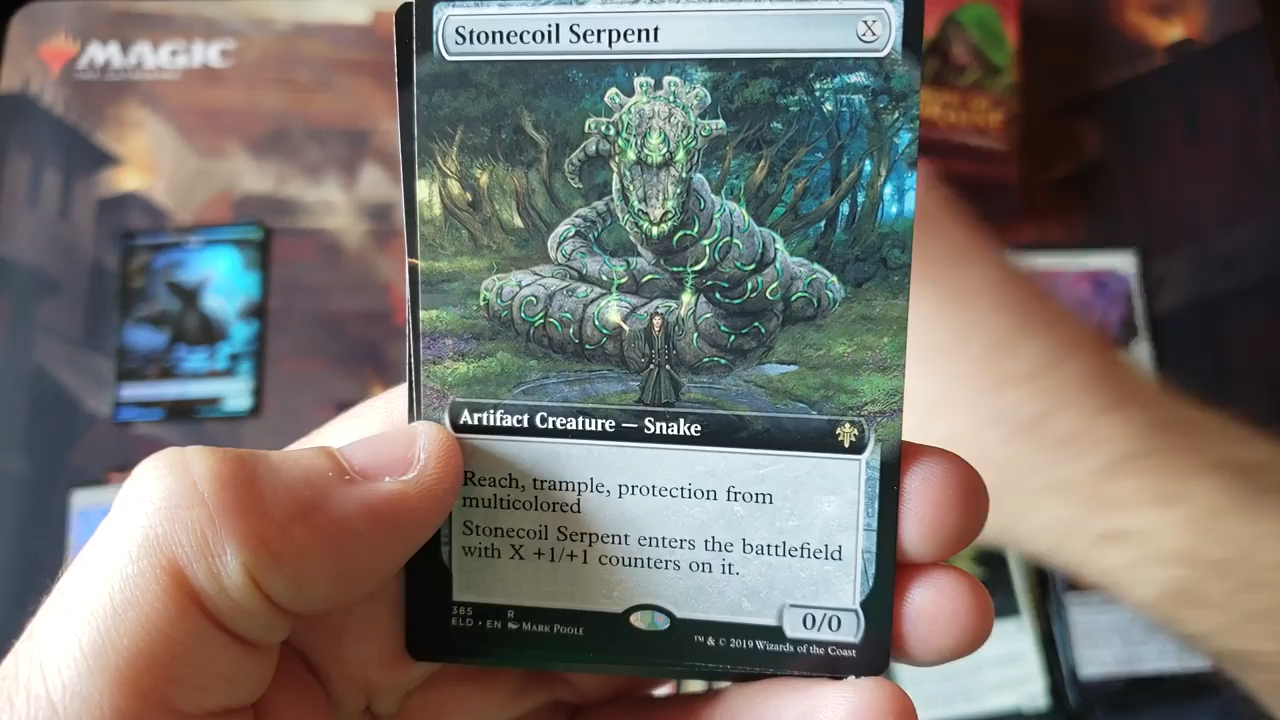 MAGIC
Stonecoil Serpent
X
Artifact Creature — Snake
Reach, trample, protection from
multicolored
Stonecoil Serpent enters the battlefield
with X +1/+1 counters on it.
0/0
385 R
ELD • EN MARK POOLE
™ & © 2019 Wizards of the Coast